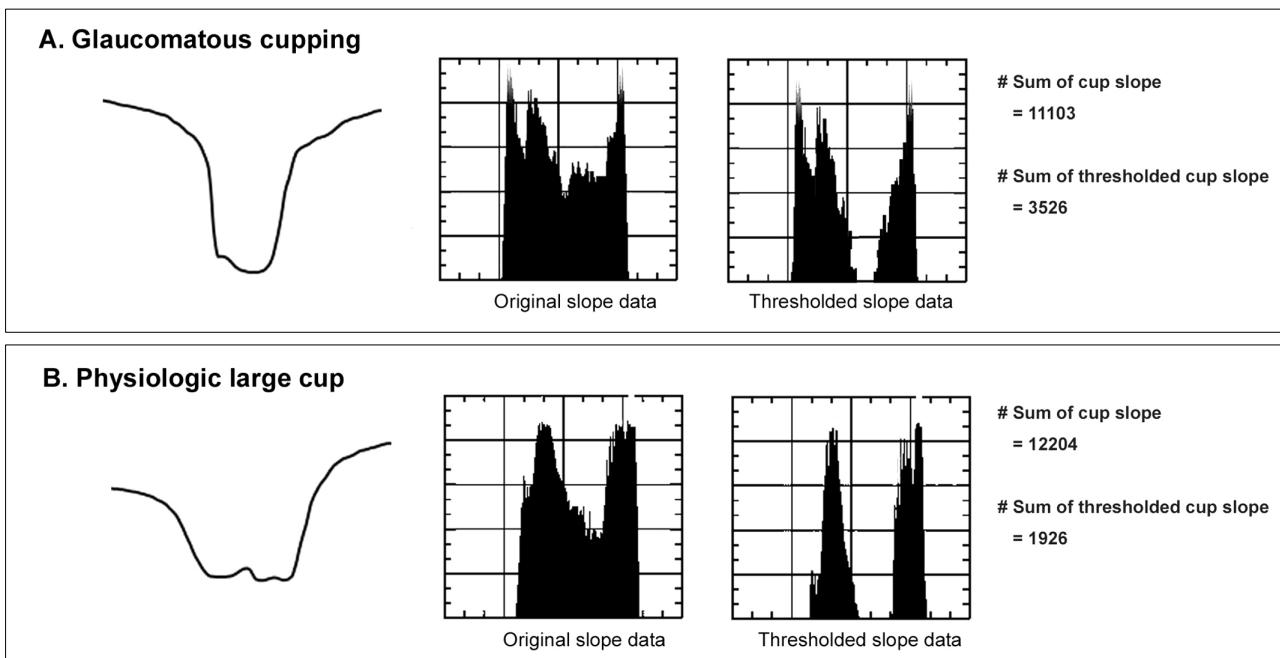 A. Glaucomatous cupping
# Sum of cup slope
= 11103
# Sum of thresholded cup slope
= 3526
Original slope data
Thresholded slope data
B. Physiologic large cup
# Sum of cup slope
= 12204
# Sum of thresholded cup slope
= 1926
Original slope data
Thresholded slope data